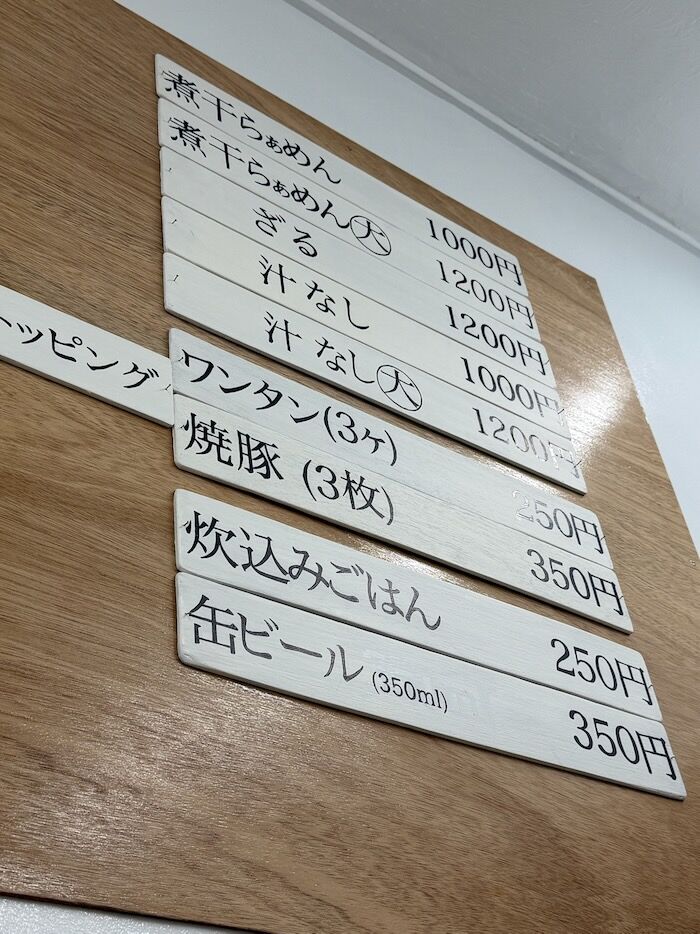 煮干らぁめん 1000円
煮干らぁめん大 1200円
ざる 1200円
汁なし 1000円
汁なし大 1200円
トッピング
ワンタン(3ヶ) 250円
焼豚(3枚) 350円
炊込みごはん 250円
缶ビール(350ml) 350円